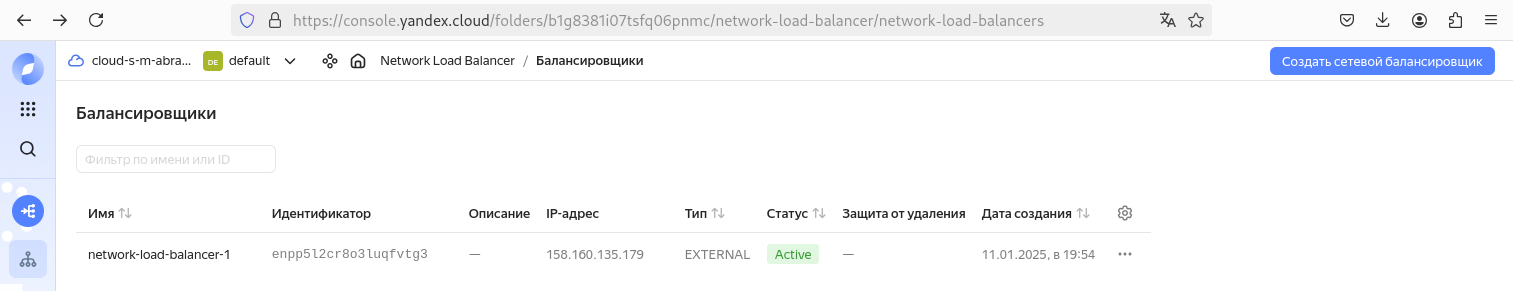 https://console.yandex.cloud/folders/b1g8381i07tsfq06pnmc/network-load-balancer/network-load-balancers
cloud-s-m-abra... DE default Network Load Balancer / Балансировщики Создать сетевой балансировщик
Балансировщики
Фильтр по имени или ID
Имя Идентификатор Описание IP-адрес Тип Статус Защита от удаления Дата создания
network-load-balancer-1 enpp5l2cr8o3luqfvtg3 — 158.160.135.179 EXTERNAL Active — 11.01.2025, в 19:54